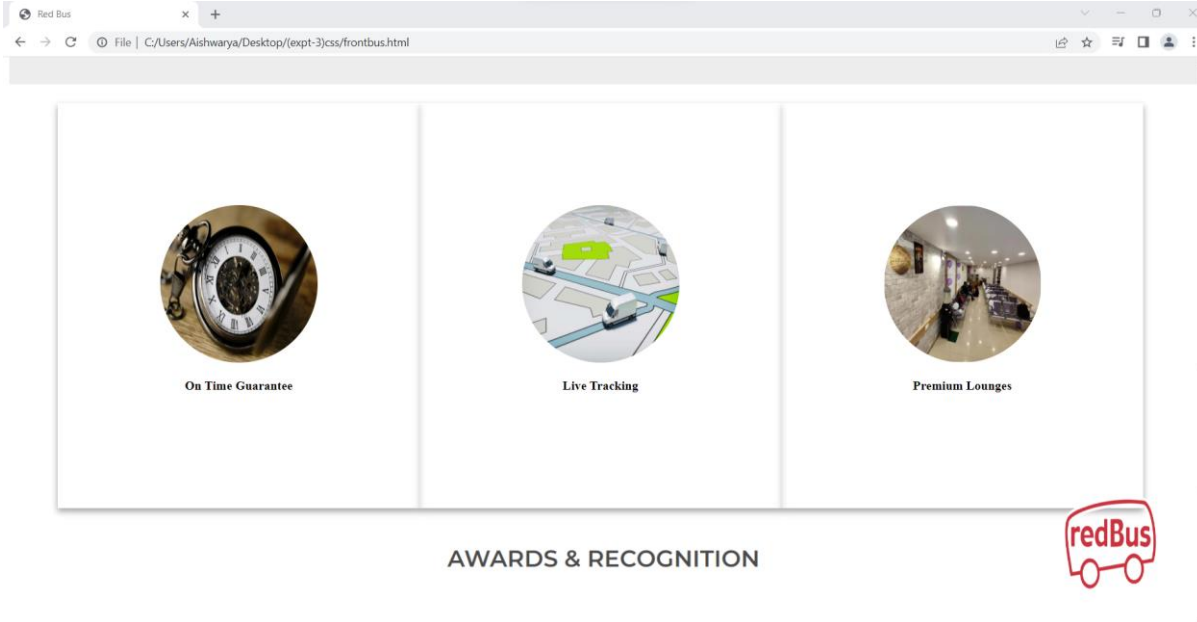 Red Bus
File | C:/Users/Aishwarya/Desktop/(expt-3)css/frontbus.html
On Time Guarantee
Live Tracking
Premium Lounges
redBus
AWARDS & RECOGNITION